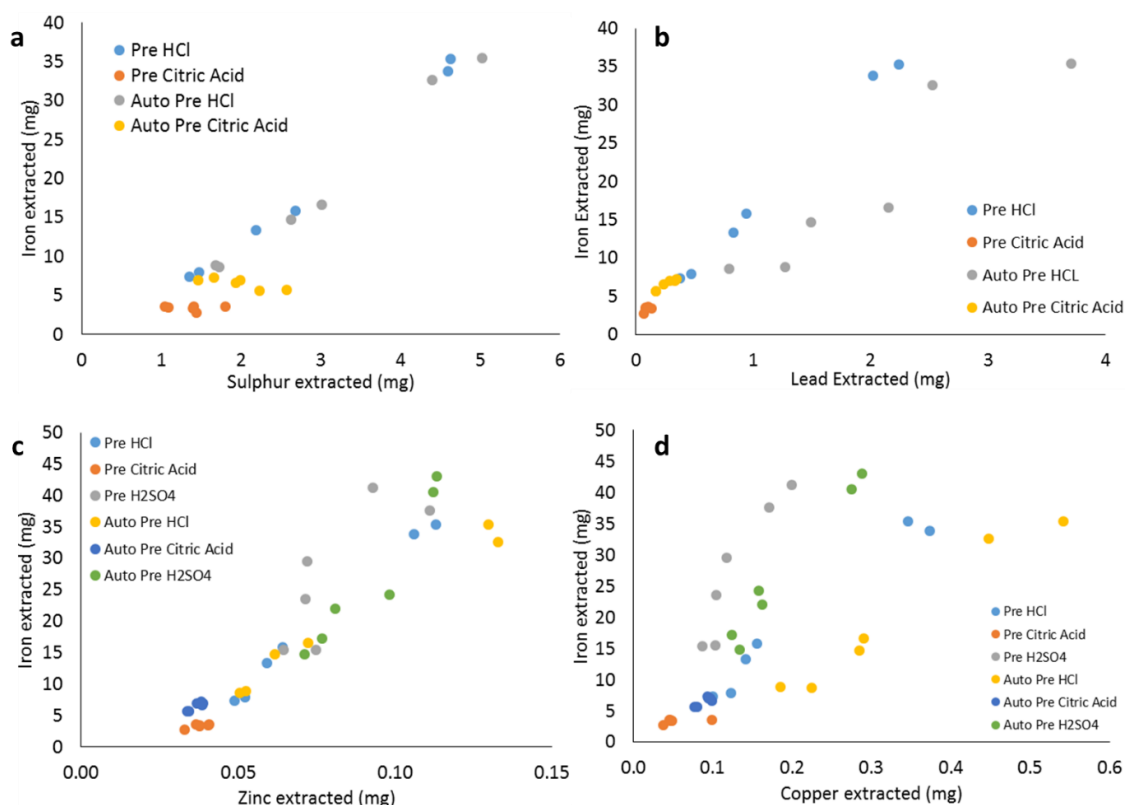 a
40
35
30
25
20
15
10
5
0
Iron extracted (mg)
Pre HCl
Pre Citric Acid
Auto Pre HCl
Auto Pre Citric Acid
0 1 2 3 4 5 6
Sulphur extracted (mg)
b
40
35
30
25
20
15
10
5
0
Iron Extracted (mg)
Pre HCl
Pre Citric Acid
Auto Pre HCL
Auto Pre Citric Acid
0 1 2 3 4
Lead Extracted (mg)
c
50
45
40
35
30
25
20
15
10
5
0
Iron extracted (mg)
Pre HCl
Pre Citric Acid
Pre H2SO4
Auto Pre HCl
Auto Pre Citric Acid
Auto Pre H2SO4
0.00 0.05 0.10 0.15
Zinc extracted (mg)
d
50
45
40
35
30
25
20
15
10
5
0
Iron extracted (mg)
Pre HCl
Pre Citric Acid
Pre H2SO4
Auto Pre HCl
Auto Pre Citric Acid
Auto Pre H2SO4
0.0 0.1 0.2 0.3 0.4 0.5 0.6
Copper extracted (mg)